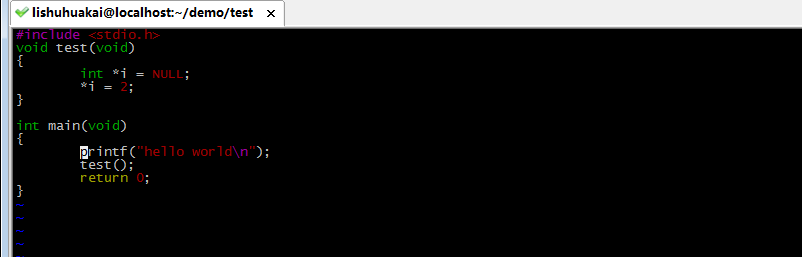 lishuhuakai@localhost:~/demo/test ×
#include <stdio.h>
void test(void)
{
        int *i = NULL;
        *i = 2;
}

int main(void)
{
        printf("hello world\n");
        test();
        return 0;
}
~
~
~
~
~